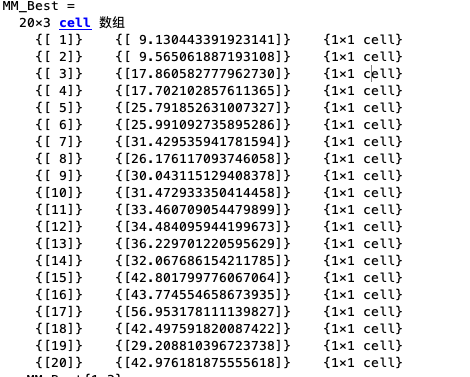 MM_Best =
20×3 cell 数组
{[ 1]} {[ 9.130443391923141]} {1×1 cell}
{[ 2]} {[ 9.565061887193108]} {1×1 cell}
{[ 3]} {[17.860582777962730]} {1×1 cell}
{[ 4]} {[17.702102857611365]} {1×1 cell}
{[ 5]} {[25.791852631007327]} {1×1 cell}
{[ 6]} {[25.991092735895286]} {1×1 cell}
{[ 7]} {[31.429535941781594]} {1×1 cell}
{[ 8]} {[26.176117093746058]} {1×1 cell}
{[ 9]} {[30.043115129408378]} {1×1 cell}
{[10]} {[31.472933350414458]} {1×1 cell}
{[11]} {[33.460709054479899]} {1×1 cell}
{[12]} {[34.484095944199673]} {1×1 cell}
{[13]} {[36.229701220595629]} {1×1 cell}
{[14]} {[32.067686154211785]} {1×1 cell}
{[15]} {[42.801799776067064]} {1×1 cell}
{[16]} {[43.774554658673935]} {1×1 cell}
{[17]} {[56.953178111139827]} {1×1 cell}
{[18]} {[42.497591820087422]} {1×1 cell}
{[19]} {[29.208810396723738]} {1×1 cell}
{[20]} {[42.976181875555618]} {1×1 cell}